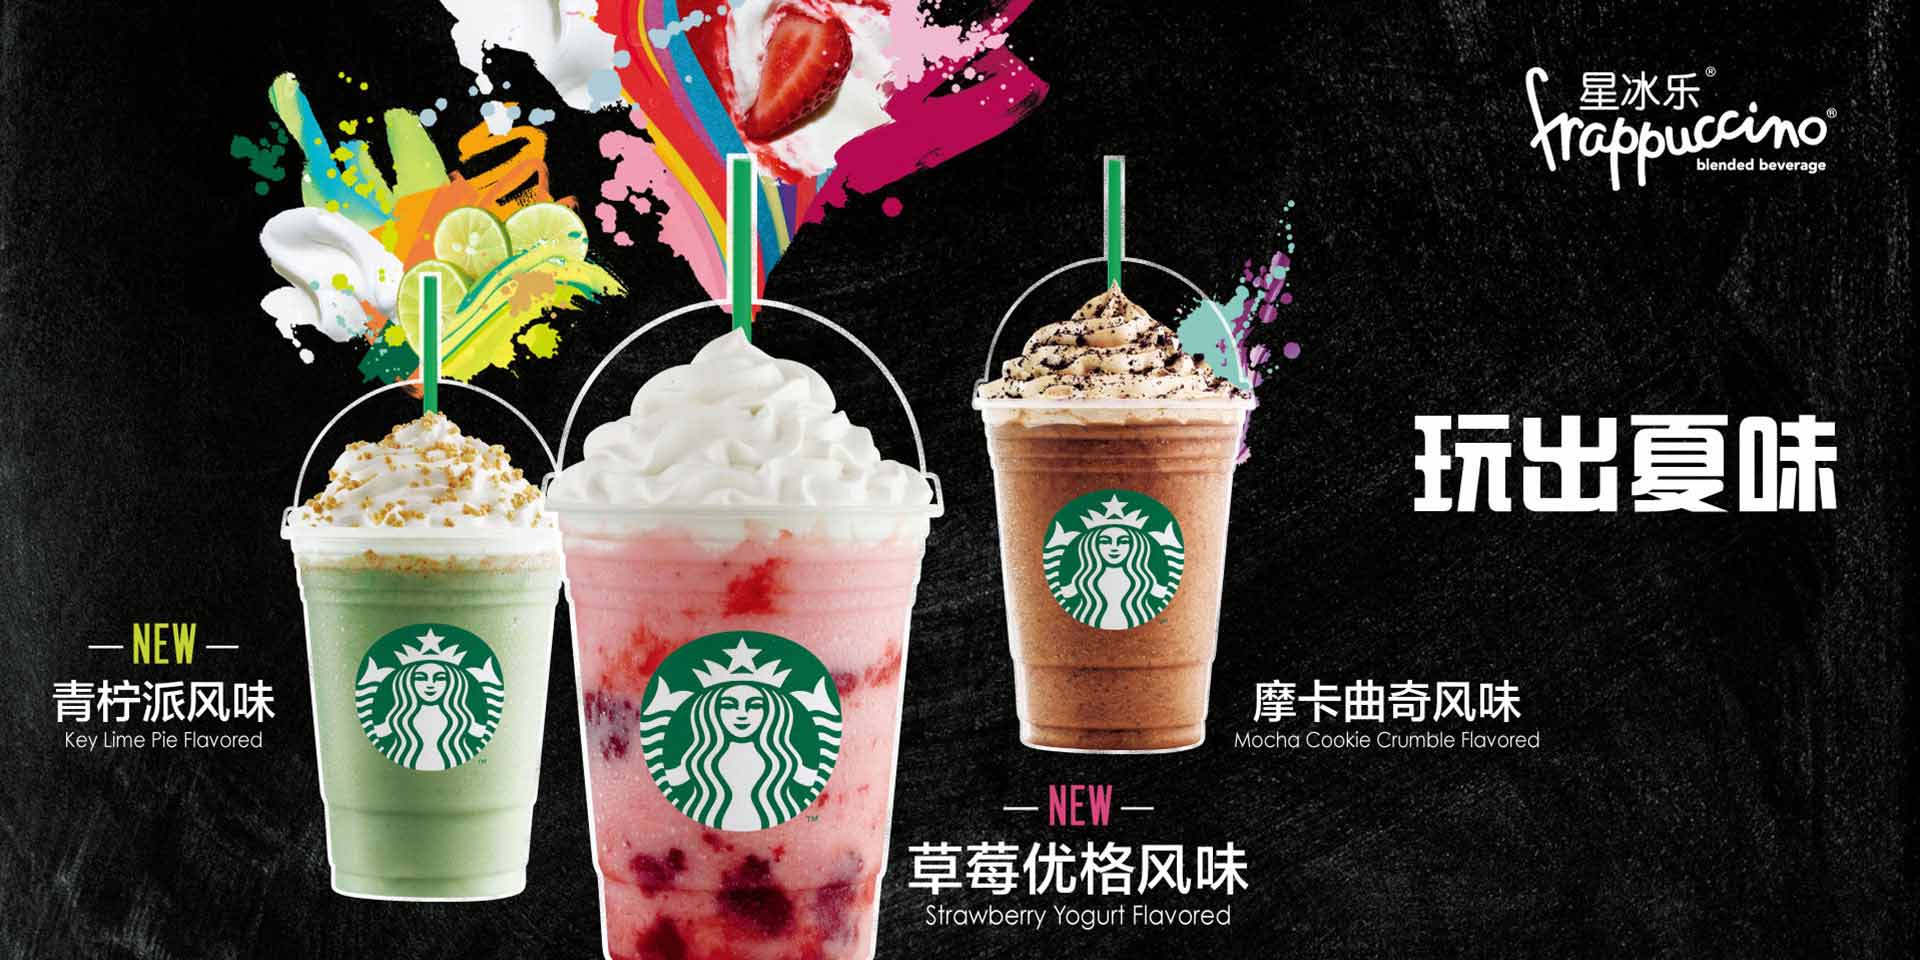 星冰乐®
frappuccino®
blended beverage
玩出夏味
NEW
青柠派风味
Key Lime Pie Flavored
TM
NEW
草莓优格风味
Strawberry Yogurt Flavored
TM
摩卡曲奇风味
Mocha Cookie Crumble Flavored